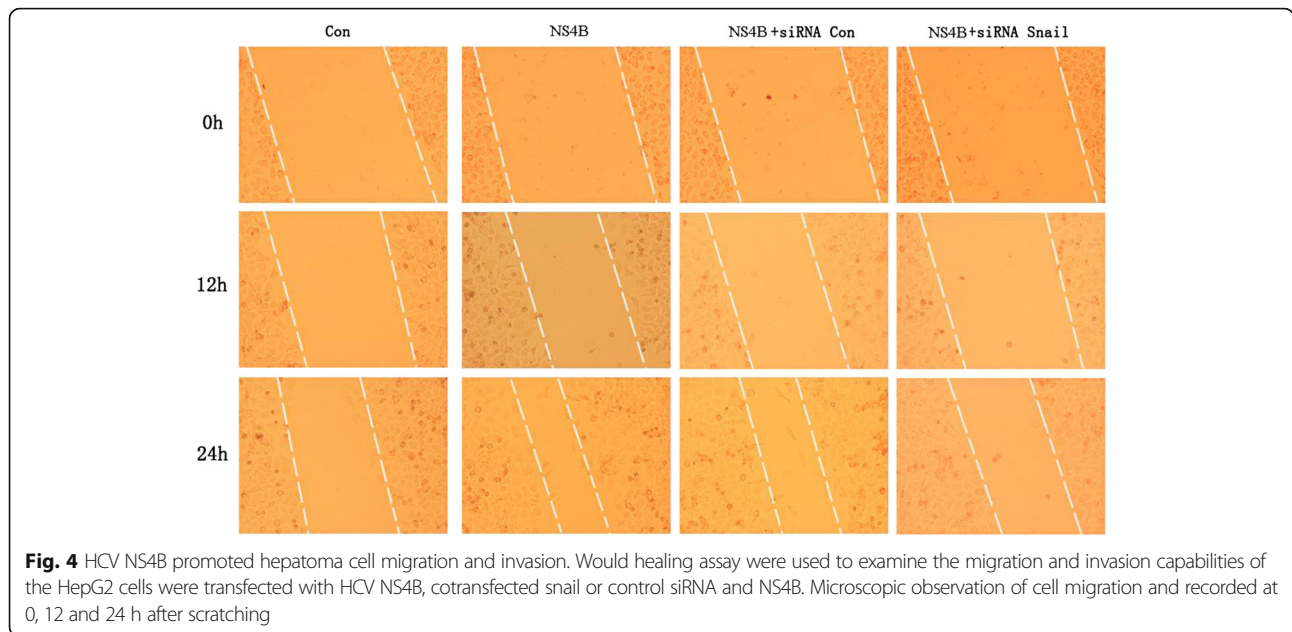 Con NS4B NS4B+siRNA Con NS4B+siRNA Snail
0h
12h
24h
Fig. 4 HCV NS4B promoted hepatoma cell migration and invasion. Would healing assay were used to examine the migration and invasion capabilities of
the HepG2 cells were transfected with HCV NS4B, cotransfected snail or control siRNA and NS4B. Microscopic observation of cell migration and recorded at
0, 12 and 24 h after scratching